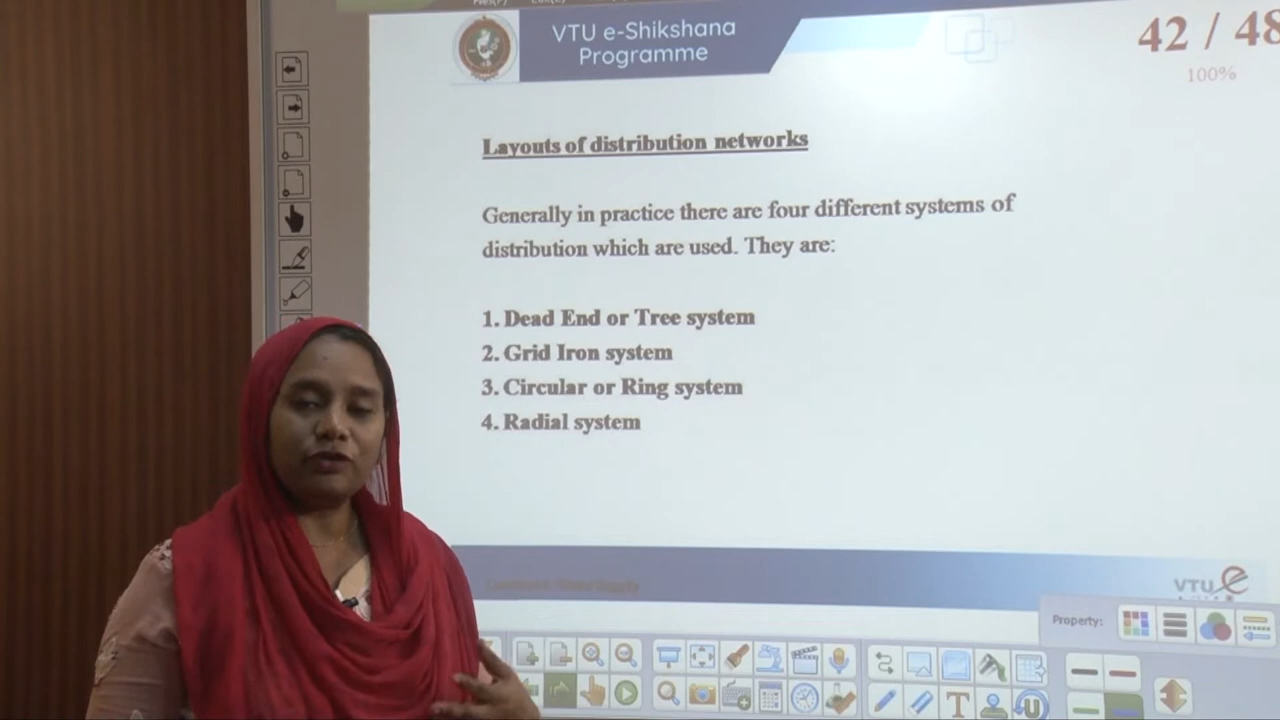 VTU e-Shikshana
Programme
42 / 48
100%
Layouts of distribution networks
Generally in practice there are four different systems of
distribution which are used. They are:
1. Dead End or Tree system
2. Grid Iron system
3. Circular or Ring system
4. Radial system
VTU e
Property: